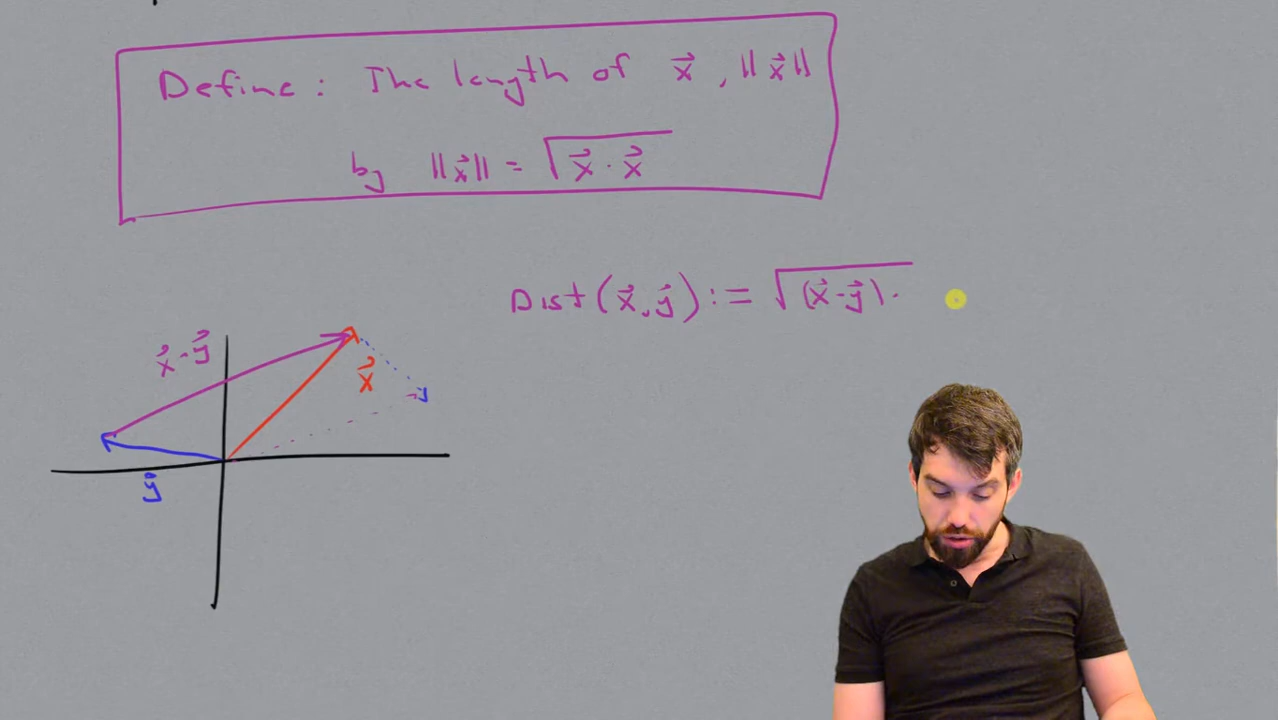 Define: The length of x⃗, ||x⃗||
by ||x⃗|| = √(x⃗ · x⃗)
Dist(x⃗, y⃗) := √(x⃗-y⃗)·
x⃗-y⃗
x⃗
y⃗